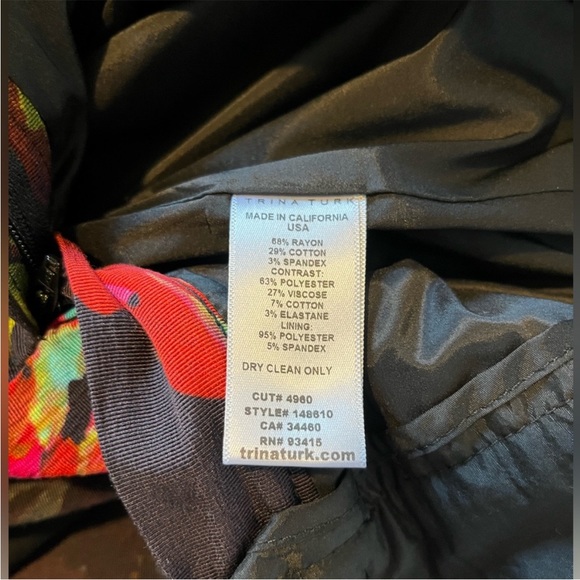 TRINA TURK
MADE IN CALIFORNIA
USA
68% RAYON
29% COTTON
3% SPANDEX
CONTRAST:
63% POLYESTER
27% VISCOSE
7% COTTON
3% ELASTANE
LINING:
95% POLYESTER
5% SPANDEX
DRY CLEAN ONLY
CUT# 4960
STYLE# 148610
CA# 34460
RN# 93415
trinaturk.com